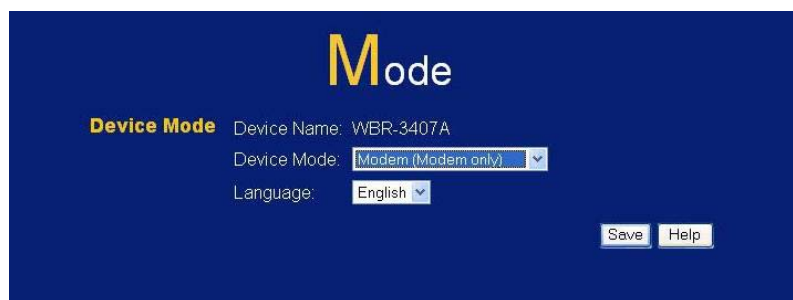 Mode
Device Mode Device Name: WBR-3407A
Device Mode: Modem (Modem only)
Language: English
Save Help